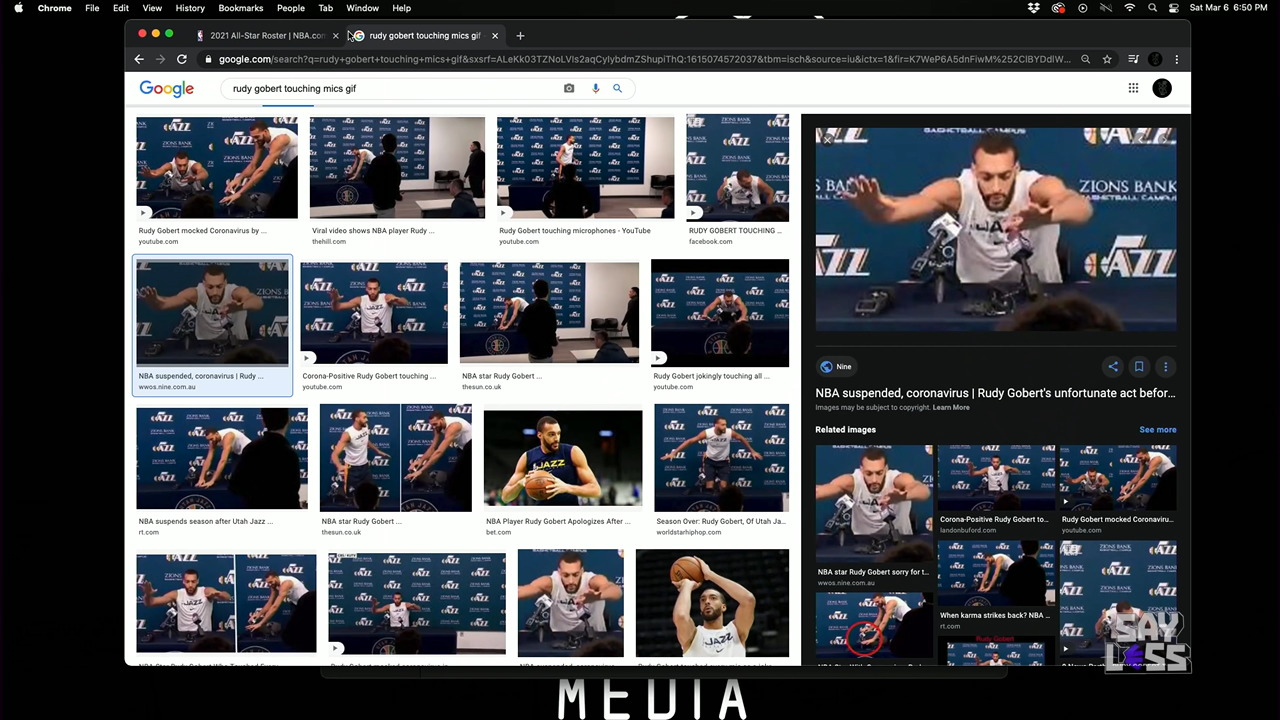 Chrome File Edit View History Bookmarks People Tab Window Help
Sat Mar 6 6:50 PM
2021 All-Star Roster | NBA.con
rudy gobert touching mics gif
Google
rudy gobert touching mics gif
Rudy Gobert mocked Coronavirus by ...
youtube.com
Viral video shows NBA player Rudy ...
thehill.com
Rudy Gobert touching microphones - YouTube
youtube.com
RUDY GOBERT TOUCHING ...
facebook.com
NBA suspended, coronavirus | Rudy ...
wwos.nine.com.au
Corona-Positive Rudy Gobert touching ...
youtube.com
NBA star Rudy Gobert ...
thesun.co.uk
Rudy Gobert jokingly touching all ...
youtube.com
NBA suspends season after Utah Jazz ...
rt.com
NBA star Rudy Gobert ...
thesun.co.uk
NBA Player Rudy Gobert Apologizes After ...
bet.com
Season Over: Rudy Gobert, Of Utah Ja...
worldstarhiphop.com
ZIONS BANK
BASKETBALL CAMPUS
JAZZ
Nine
NBA suspended, coronavirus | Rudy Gobert's unfortunate act befor...
Images may be subject to copyright. Learn More
Related images
See more
NBA star Rudy Gobert sorry for t...
wwos.nine.com.au
Corona-Positive Rudy Gobert to...
landonbuford.com
Rudy Gobert mocked Coronaviru...
youtube.com
When karma strikes back? NBA ...
rt.com
Rudy Gobert
SAY
LESS
MEDIA